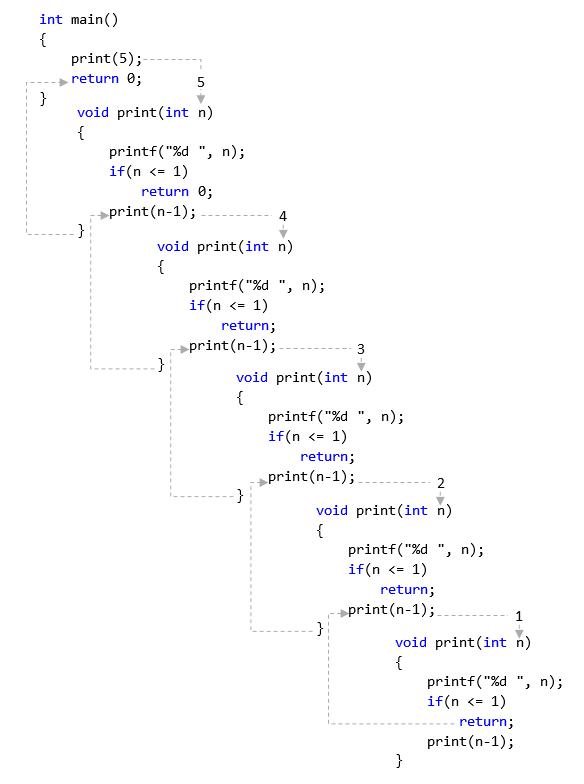 int main()
{
print(5);
return 0;
5
}
void print(int n)
{
printf("%d ", n);
if(n <= 1)
return 0;
print(n-1);
4
}
void print(int n)
{
printf("%d ", n);
if(n <= 1)
return;
print(n-1);
3
}
void print(int n)
{
printf("%d ", n);
if(n <= 1)
return;
print(n-1);
2
}
void print(int n)
{
printf("%d ", n);
if(n <= 1)
return;
print(n-1);
1
}
void print(int n)
{
printf("%d ", n);
if(n <= 1)
return;
print(n-1);
}